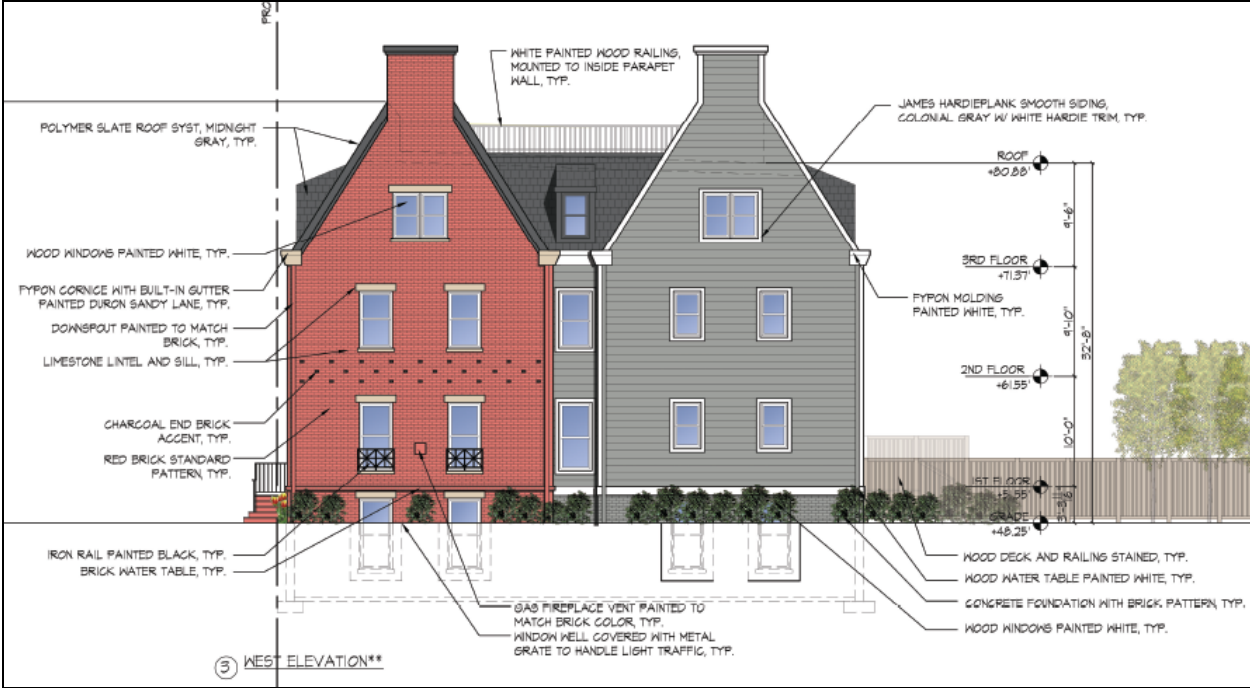 PRO
WHITE PAINTED WOOD RAILING,
MOUNTED TO INSIDE PARAPET
WALL, TYP.
JAMES HARDIEPLANK SMOOTH SIDING,
COLONIAL GRAY W/ WHITE HARDIE TRIM, TYP.
POLYMER SLATE ROOF SYST, MIDNIGHT
GRAY, TYP.
ROOF
+80.88'
9'-6"
WOOD WINDOWS PAINTED WHITE, TYP.
3RD FLOOR
+71.37'
FYPON CORNICE WITH BUILT-IN GUTTER
PAINTED DURON SANDY LANE, TYP.
FYPON MOLDING
PAINTED WHITE, TYP.
DOWNSPOUT PAINTED TO MATCH
BRICK, TYP.
9'-10"
32'-8"
LIMESTONE LINTEL AND SILL, TYP.
2ND FLOOR
+61.55'
CHARCOAL END BRICK
ACCENT, TYP.
10'-0"
RED BRICK STANDARD
PATTERN, TYP.
1ST FLOOR
+51.55'
GRADE
+48.25'
IRON RAIL PAINTED BLACK, TYP.
BRICK WATER TABLE, TYP.
WOOD DECK AND RAILING STAINED, TYP.
WOOD WATER TABLE PAINTED WHITE, TYP.
CONCRETE FOUNDATION WITH BRICK PATTERN, TYP.
WOOD WINDOWS PAINTED WHITE, TYP.
GAS FIREPLACE VENT PAINTED TO
MATCH BRICK COLOR, TYP.
WINDOW WELL COVERED WITH METAL
GRATE TO HANDLE LIGHT TRAFFIC, TYP.
3 WEST ELEVATION**